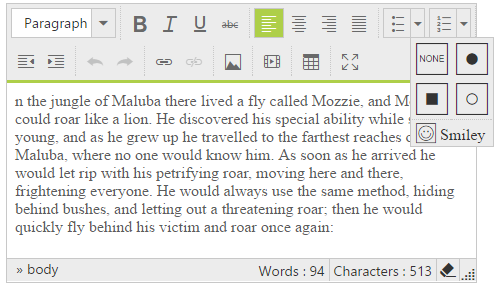 Paragraph B I U abc
NONE
Smiley
n the jungle of Maluba there lived a fly called Mozzie, and
could roar like a lion. He discovered his special ability while
young, and as he grew up he travelled to the farthest reaches
Maluba, where no one would know him. As soon as he arrived he
would let rip with his petrifying roar, moving here and there,
frightening everyone. He would always use the same method, hiding
behind bushes, and letting out a threatening roar; then he would
quickly fly behind his victim and roar once again:
» body Words : 94 Characters : 513